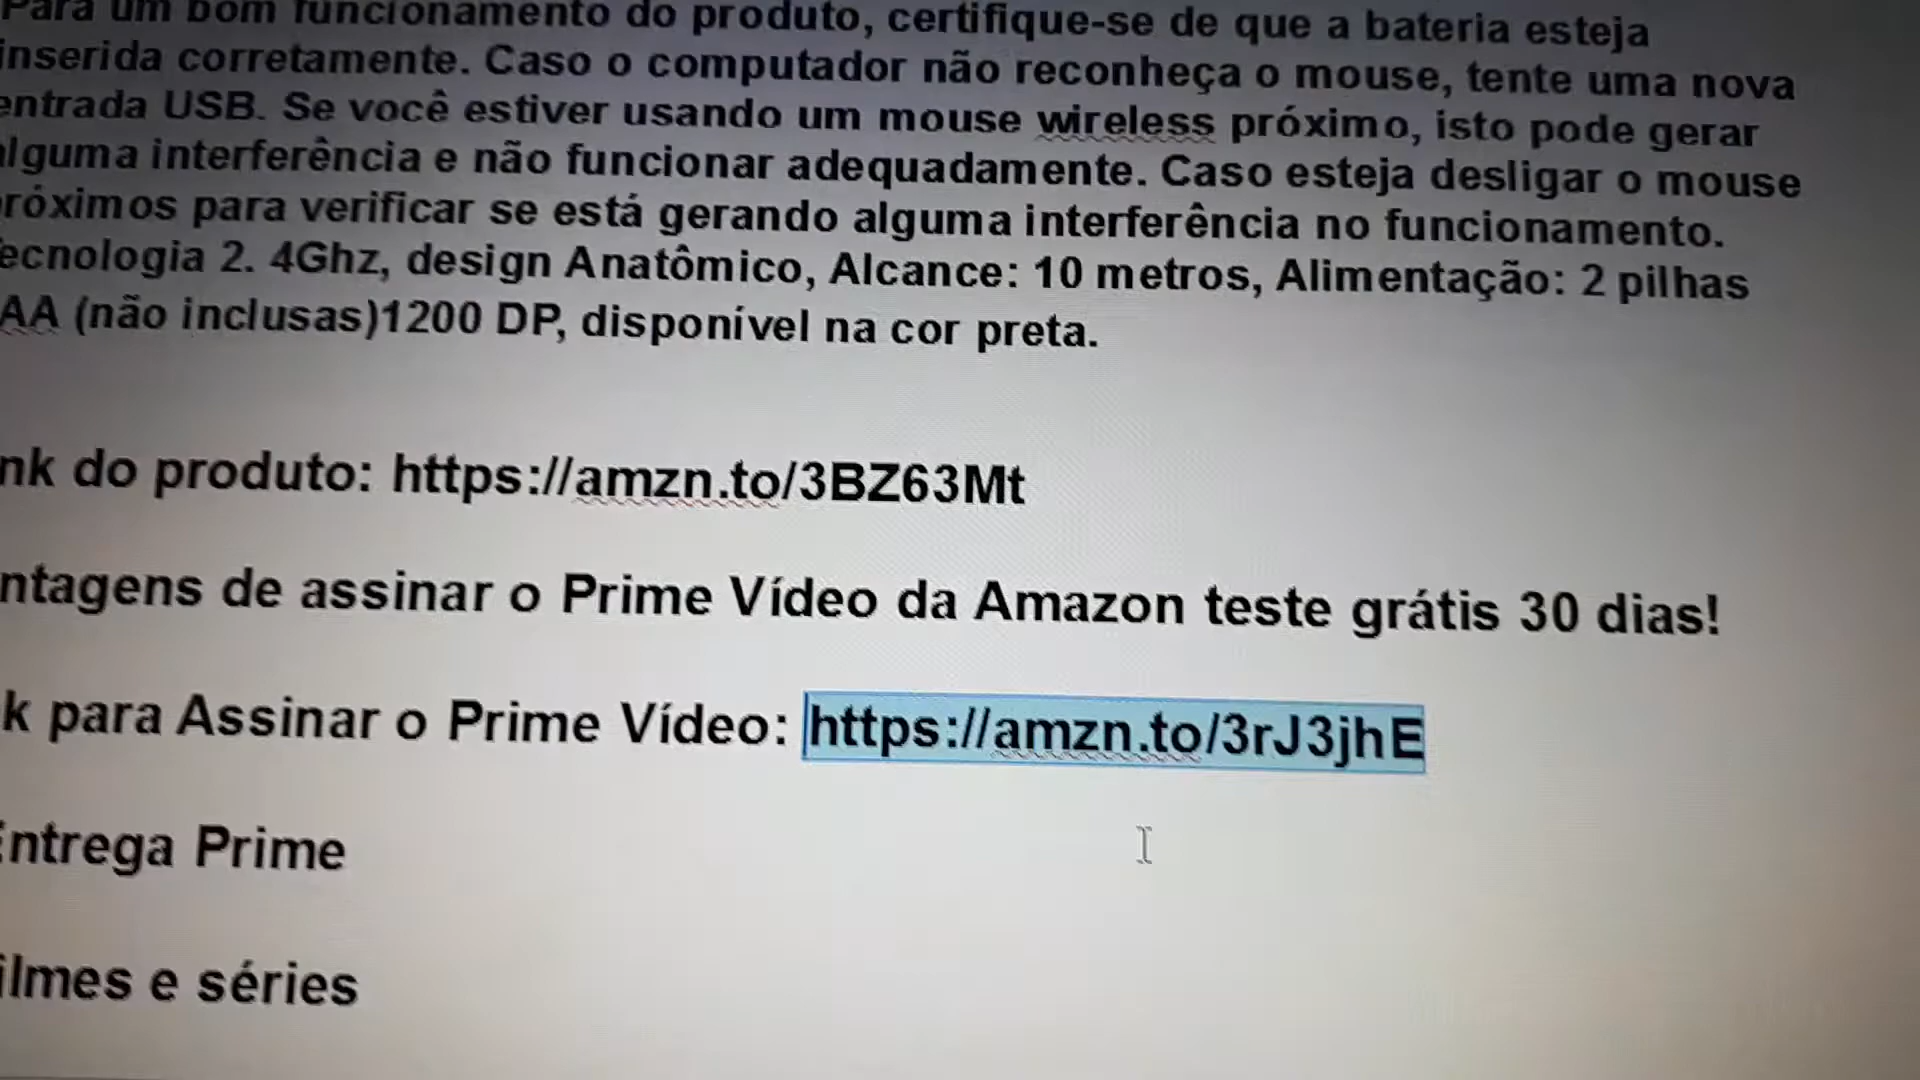 Para um bom funcionamento do produto, certifique-se de que a bateria esteja
inserida corretamente. Caso o computador não reconheça o mouse, tente uma nova
entrada USB. Se você estiver usando um mouse wireless próximo, isto pode gerar
alguma interferência e não funcionar adequadamente. Caso esteja desligar o mouse
róximos para verificar se está gerando alguma interferência no funcionamento.
ecnologia 2. 4Ghz, design Anatômico, Alcance: 10 metros, Alimentação: 2 pilhas
AA (não inclusas)1200 DP, disponível na cor preta.
nk do produto: https://amzn.to/3BZ63Mt
ntagens de assinar o Prime Vídeo da Amazon teste grátis 30 dias!
k para Assinar o Prime Vídeo: https://amzn.to/3rJ3jhE
Entrega Prime
ilmes e séries